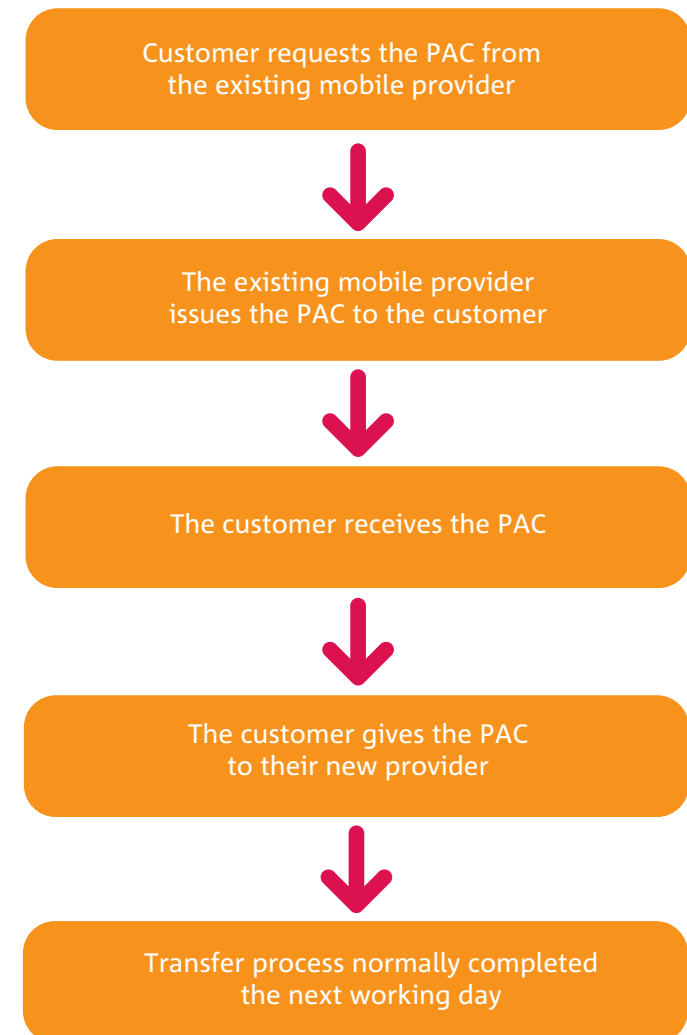 Customer requests the PAC from
the existing mobile provider
The existing mobile provider
issues the PAC to the customer
The customer receives the PAC
The customer gives the PAC
to their new provider
Transfer process normally completed
the next working day